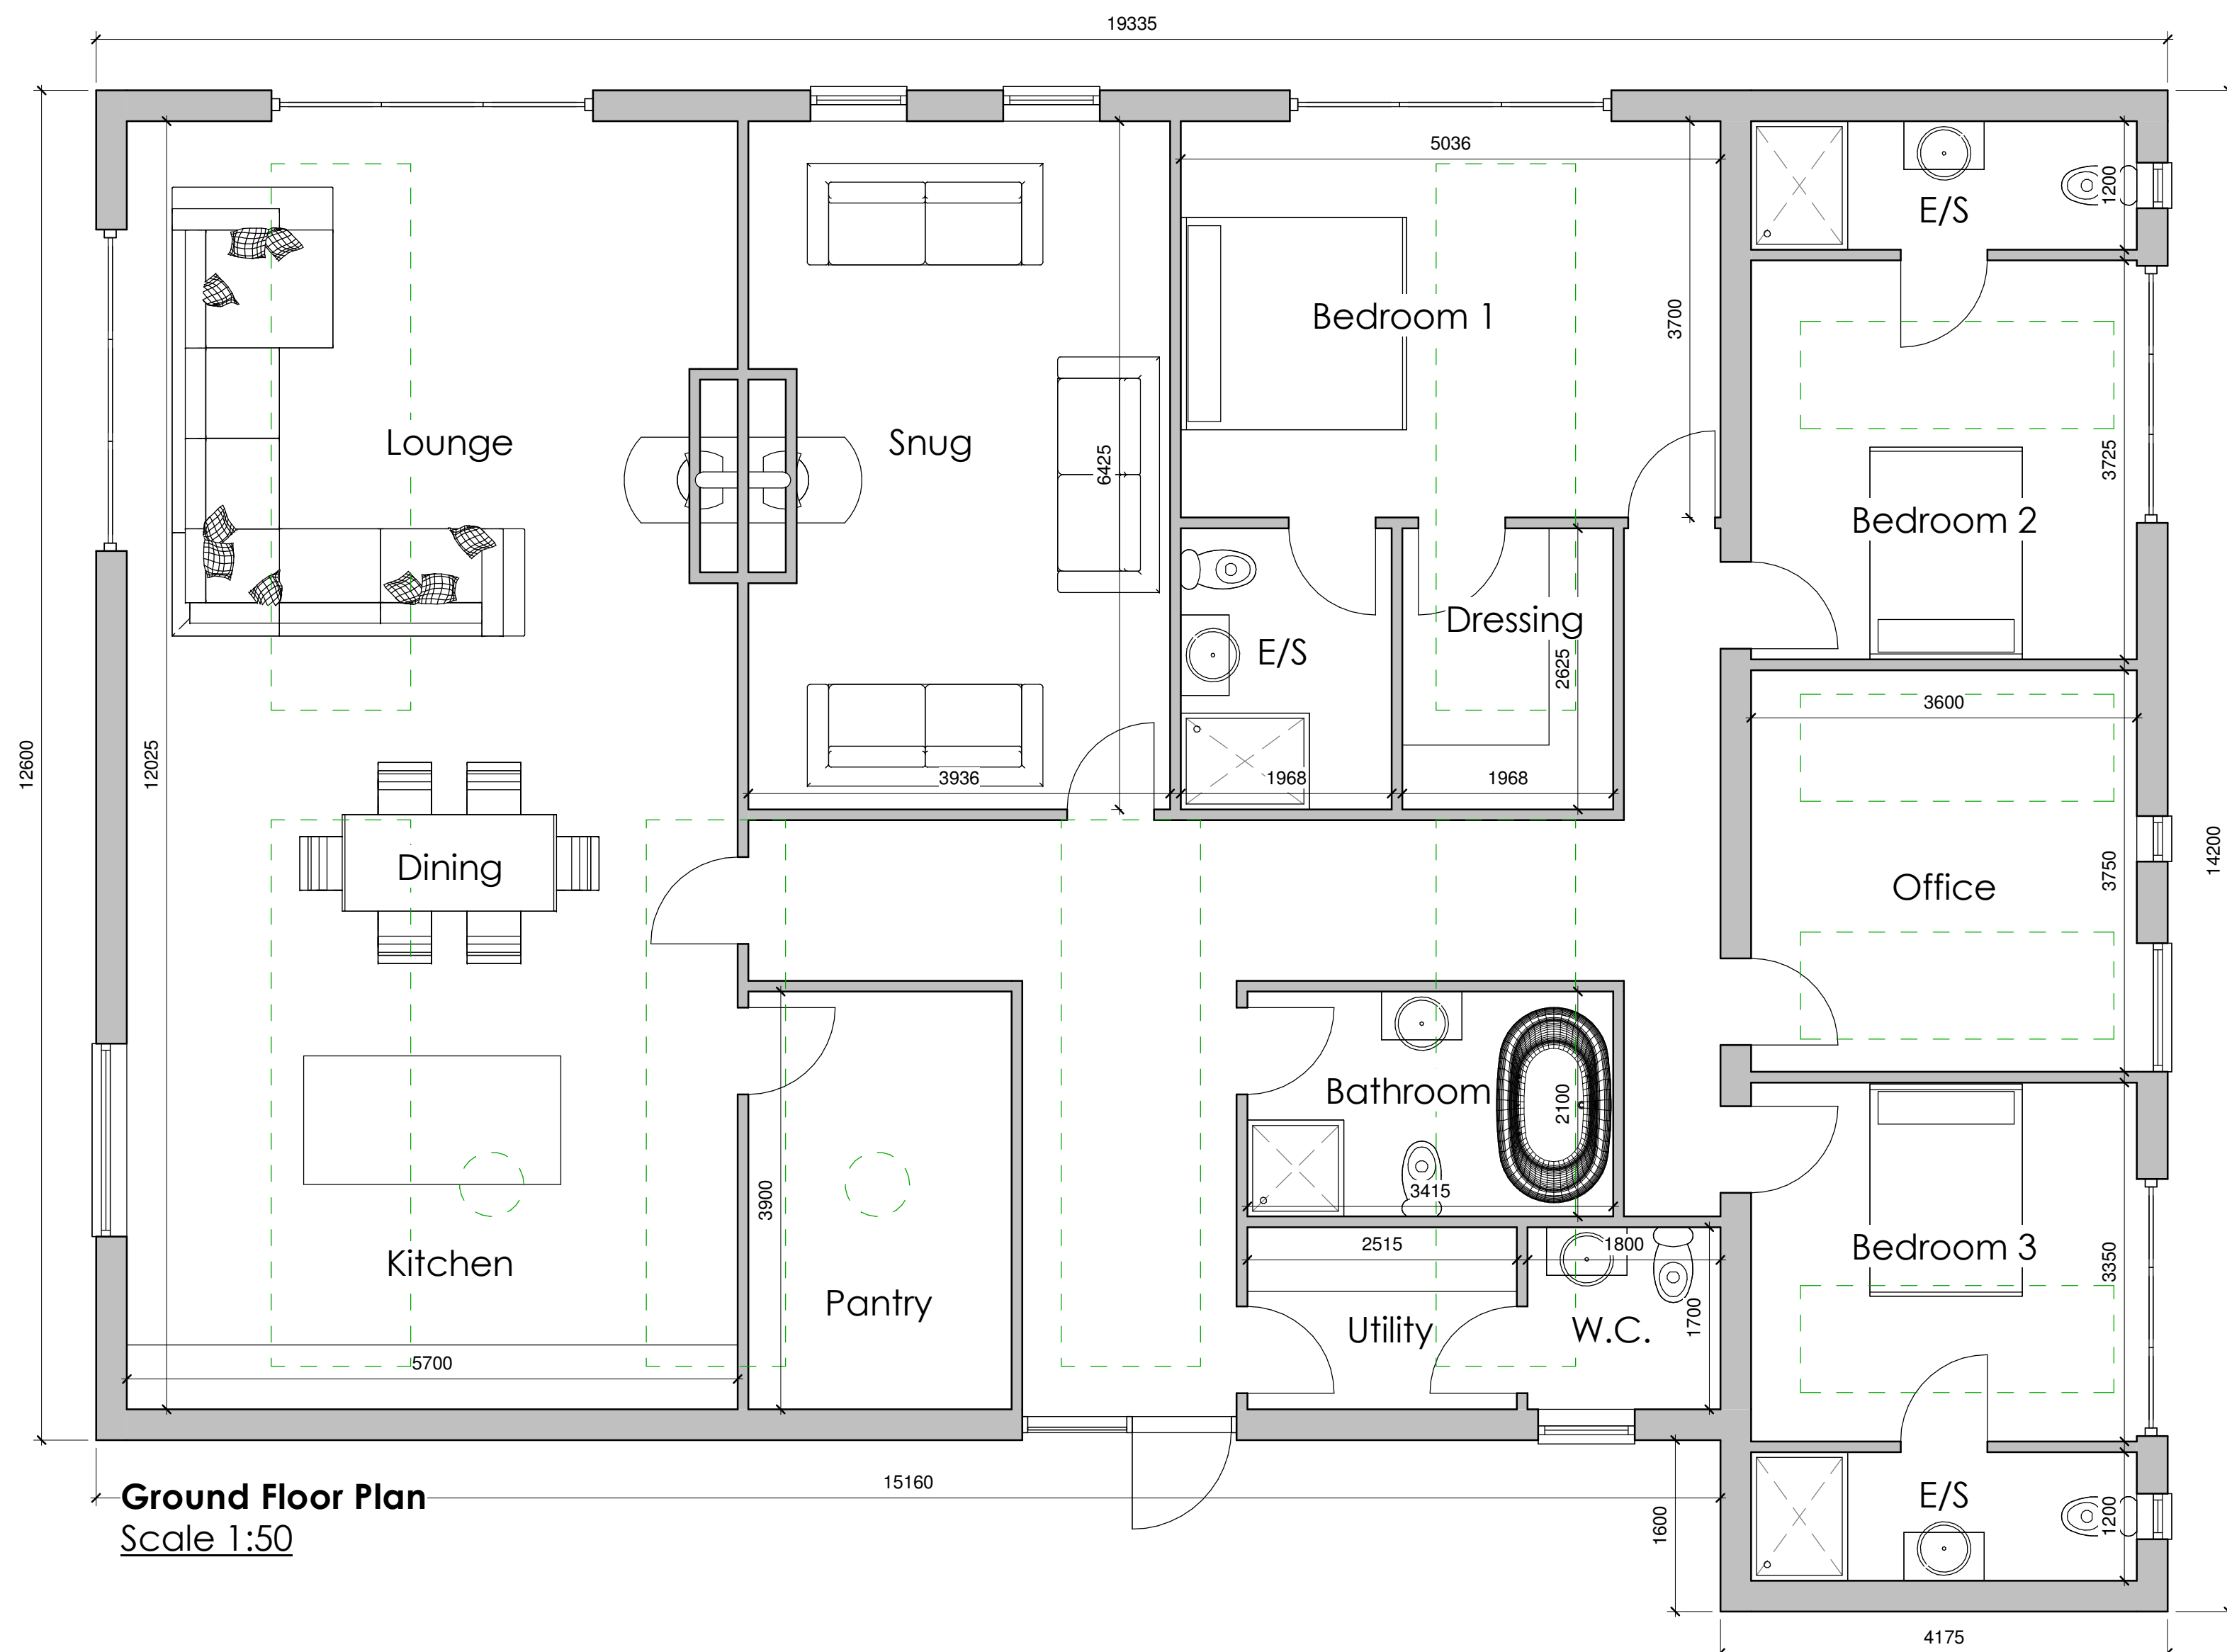 19335
5036
1200
E/S
3700
Bedroom 1
Lounge
Snug
6425
3725
Bedroom 2
Dressing
E/S
2625
3600
12600
12025
3936
1968
1968
14200
Dining
3750
Office
Bathroom
2100
3415
3900
2515
1800
Bedroom 3
3350
Kitchen
Pantry
Utility
W.C.
1700
5700
15160
Ground Floor Plan
Scale 1:50
1600
E/S
1200
4175